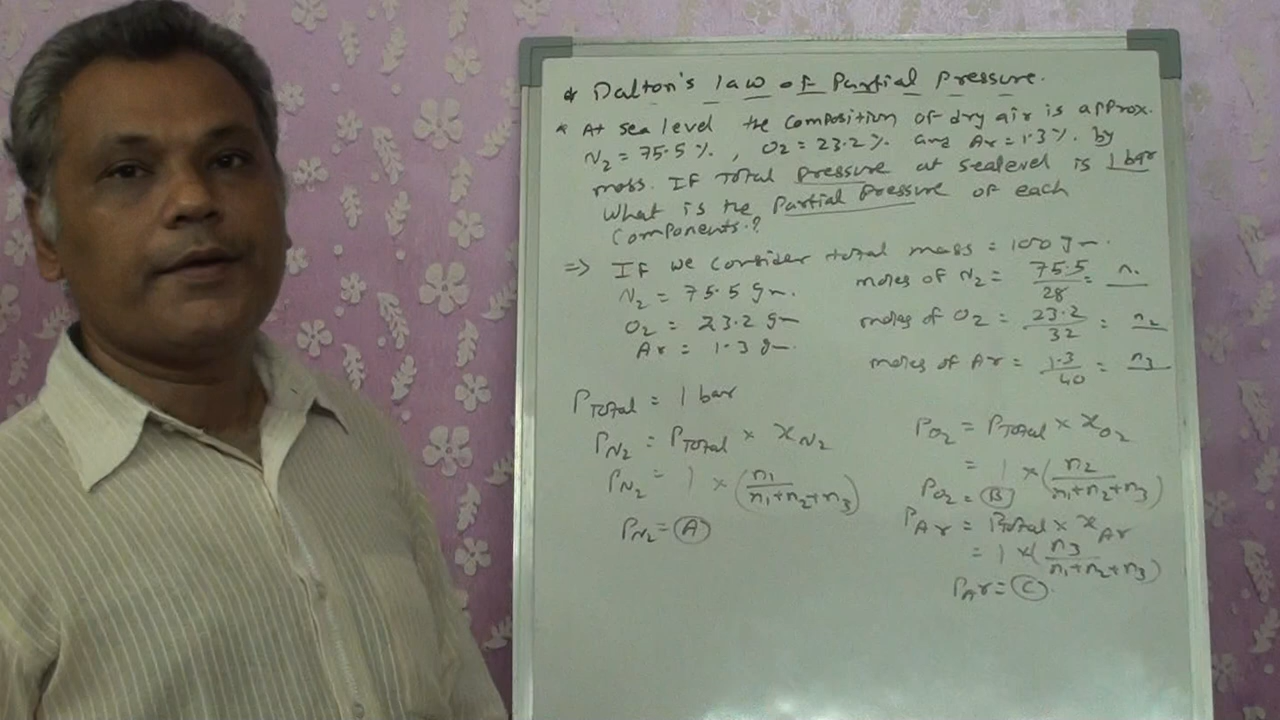 * Dalton's law of Partial Pressure.
* At sea level the composition of dry air is approx.
N2 = 75.5 %. , O2 = 23.2 %. and Ar = 1.3 %. by
mass. If Total pressure at sealevel is 1 bar
What is the Partial Pressure of each
Components.?
=> If we consider total mass = 100 gm.
N2 = 75.5 gm.
O2 = 23.2 gm
Ar = 1.3 gm.
moles of N2 = 75.5/28 = n1
moles of O2 = 23.2/32 = n2
moles of Ar = 1.3/40 = n3
PTotal = 1 bar
PN2 = PTotal × xN2
PN2 = 1 × (n1/n1+n2+n3)
PN2 = A
PO2 = PTotal × xO2
= 1 × (n2/n1+n2+n3)
PO2 = B
PAr = PTotal × xAr
= 1 × (n3/n1+n2+n3)
PAr = C.